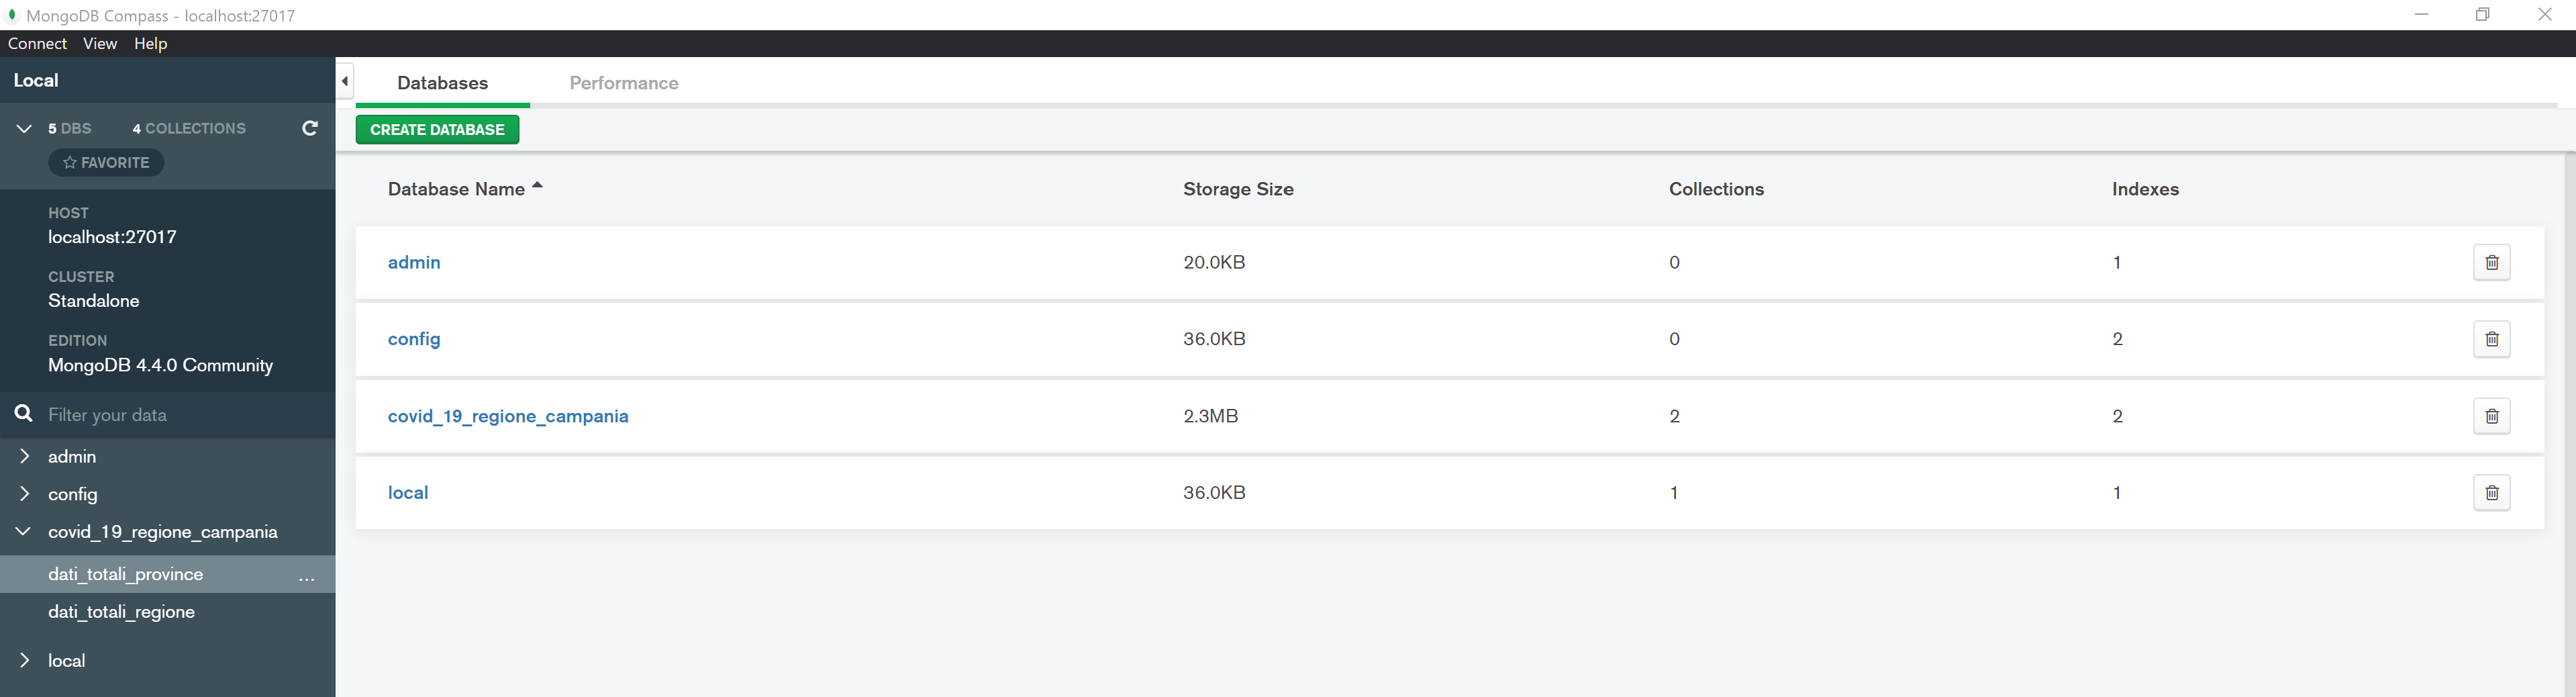 MongoDB Compass - localhost:27017
Connect View Help
Local
5 DBS 4 COLLECTIONS
FAVORITE
HOST
localhost:27017
CLUSTER
Standalone
EDITION
MongoDB 4.4.0 Community
Filter your data
admin
config
covid_19_regione_campania
dati_totali_province ...
dati_totali_regione
local
Databases Performance
CREATE DATABASE
Database Name Storage Size Collections Indexes
admin 20.0KB 0 1
config 36.0KB 0 2
covid_19_regione_campania 2.3MB 2 2
local 36.0KB 1 1